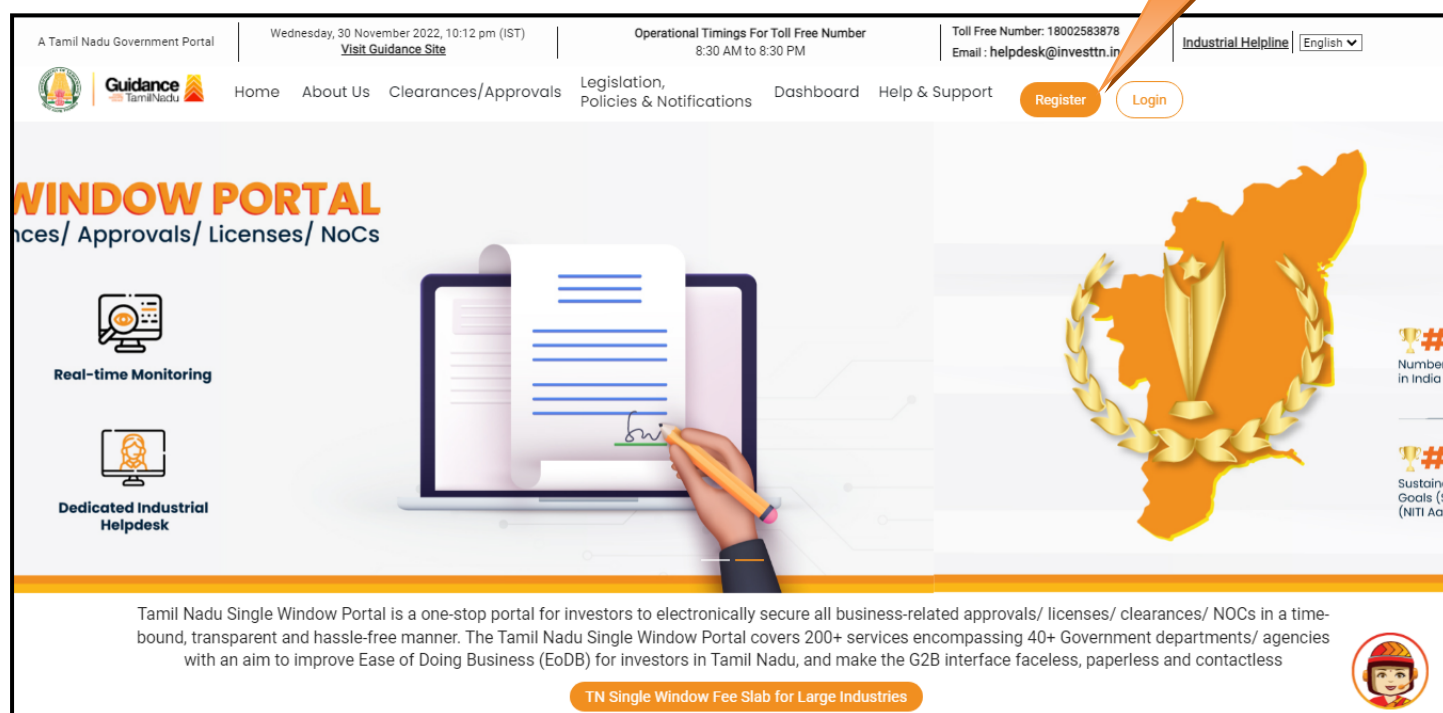 A Tamil Nadu Government Portal
Wednesday, 30 November 2022, 10:12 pm (IST)
Visit Guidance Site
Operational Timings For Toll Free Number
8:30 AM to 8:30 PM
Toll Free Number: 18002583878
Email : helpdesk@investtn.in
Industrial Helpline
English
Guidance
TamilNadu
Home
About Us
Clearances/Approvals
Legislation,
Policies & Notifications
Dashboard
Help & Support
Register
Login
WINDOW PORTAL
nces/ Approvals/ Licenses/ NoCs
Real-time Monitoring
Dedicated Industrial
Helpdesk
#
Number
in India
#
Sustain
Goals (S
(NITI Aa
Tamil Nadu Single Window Portal is a one-stop portal for investors to electronically secure all business-related approvals/ licenses/ clearances/ NOCs in a time-
bound, transparent and hassle-free manner. The Tamil Nadu Single Window Portal covers 200+ services encompassing 40+ Government departments/ agencies
with an aim to improve Ease of Doing Business (EoDB) for investors in Tamil Nadu, and make the G2B interface faceless, paperless and contactless
TN Single Window Fee Slab for Large Industries